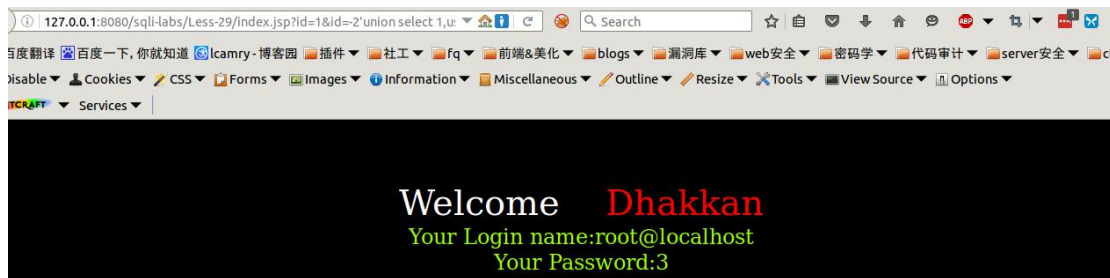 127.0.0.1:8080/sqli-labs/Less-29/index.jsp?id=1&id=-2'union select 1,u: Search
百度翻译 百度一下,你就知道 lcamry - 博客园 插件 社工 fq 前端&美化 blogs 漏洞库 web安全 密码学 代码审计 server安全
Disable Cookies CSS Forms Images Information Miscellaneous Outline Resize Tools View Source Options
Services
Welcome Dhakkan
Your Login name:root@localhost
Your Password:3